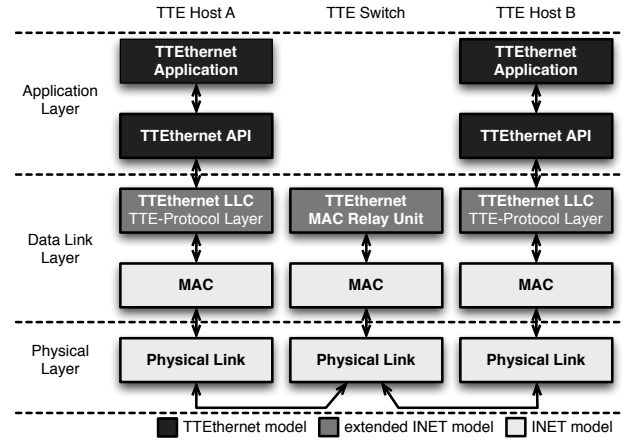 TTE Host A TTE Switch TTE Host B
TTEthernet Application TTEthernet Application
Application Layer
TTEthernet API TTEthernet API
TTEthernet LLC TTEthernet TTEthernet LLC
TTE-Protocol Layer MAC Relay Unit TTE-Protocol Layer
Data Link Layer
MAC MAC MAC
Physical Layer
Physical Link Physical Link Physical Link
TTEthernet model extended INET model INET model